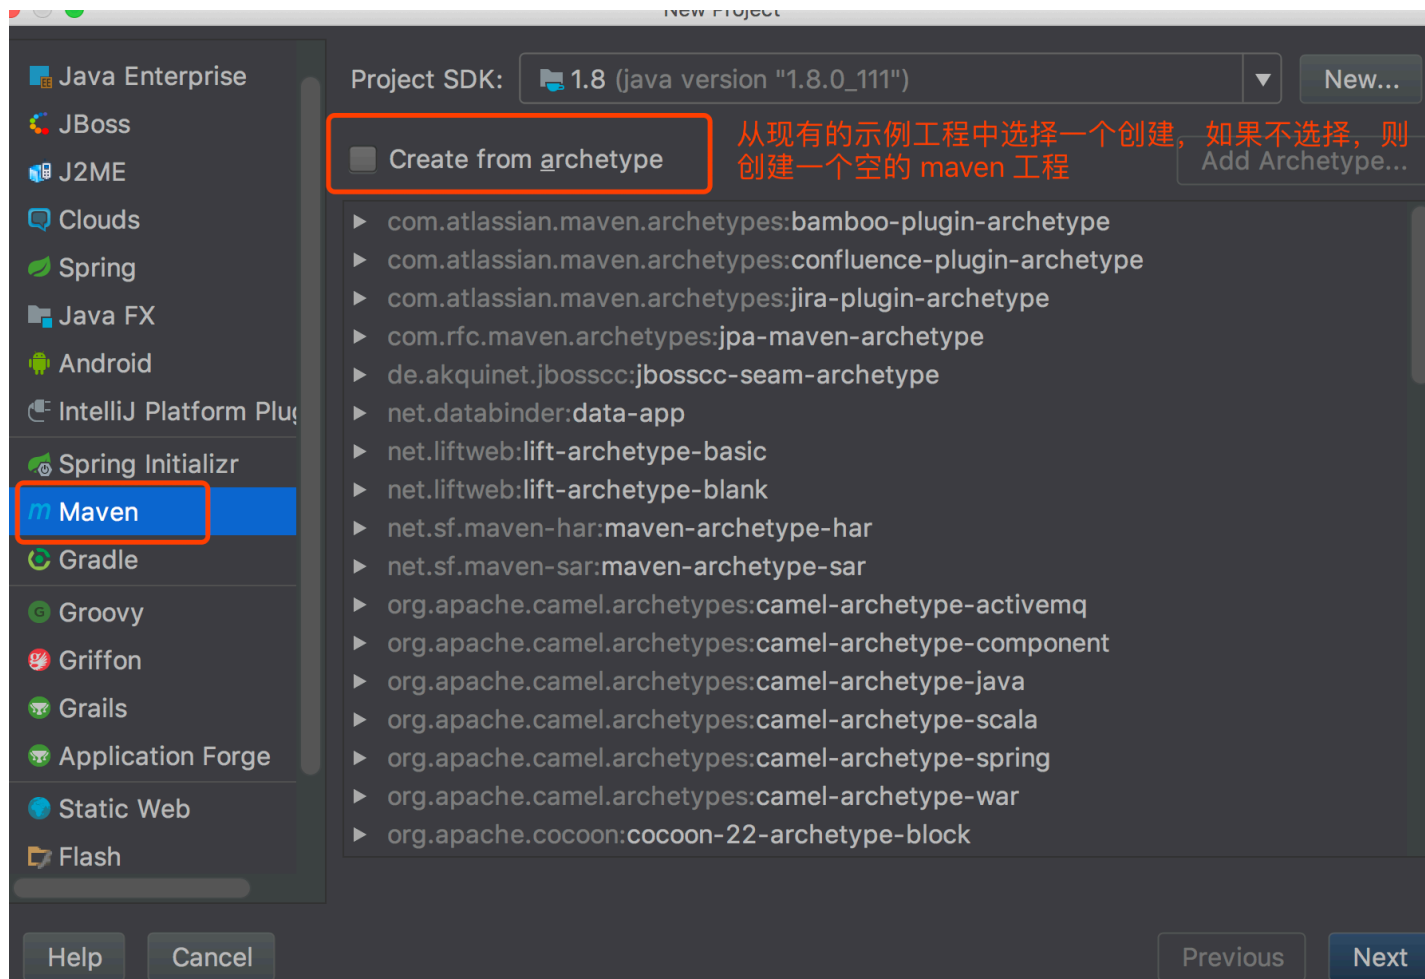 New Project
Java Enterprise
JBoss
J2ME
Clouds
Spring
Java FX
Android
IntelliJ Platform Plug
Spring Initializr
Maven
Gradle
Groovy
Griffon
Grails
Application Forge
Static Web
Flash
Project SDK: 1.8 (java version "1.8.0_111") New...
Create from archetype
从现有的示例工程中选择一个创建，如果不选择，则
创建一个空的 maven 工程
Add Archetype...
com.atlassian.maven.archetypes:bamboo-plugin-archetype
com.atlassian.maven.archetypes:confluence-plugin-archetype
com.atlassian.maven.archetypes:jira-plugin-archetype
com.rfc.maven.archetypes:jpa-maven-archetype
de.akquinet.jbosscc:jbosscc-seam-archetype
net.databinder:data-app
net.liftweb:lift-archetype-basic
net.liftweb:lift-archetype-blank
net.sf.maven-har:maven-archetype-har
net.sf.maven-sar:maven-archetype-sar
org.apache.camel.archetypes:camel-archetype-activemq
org.apache.camel.archetypes:camel-archetype-component
org.apache.camel.archetypes:camel-archetype-java
org.apache.camel.archetypes:camel-archetype-scala
org.apache.camel.archetypes:camel-archetype-spring
org.apache.camel.archetypes:camel-archetype-war
org.apache.cocoon:cocoon-22-archetype-block
Help Cancel Previous Next